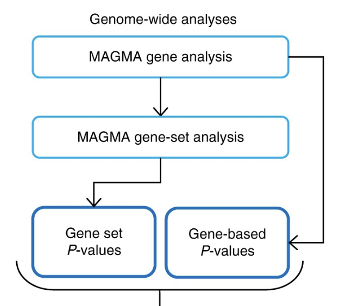 Genome-wide analyses
MAGMA gene analysis
MAGMA gene-set analysis
Gene set
P-values
Gene-based
P-values